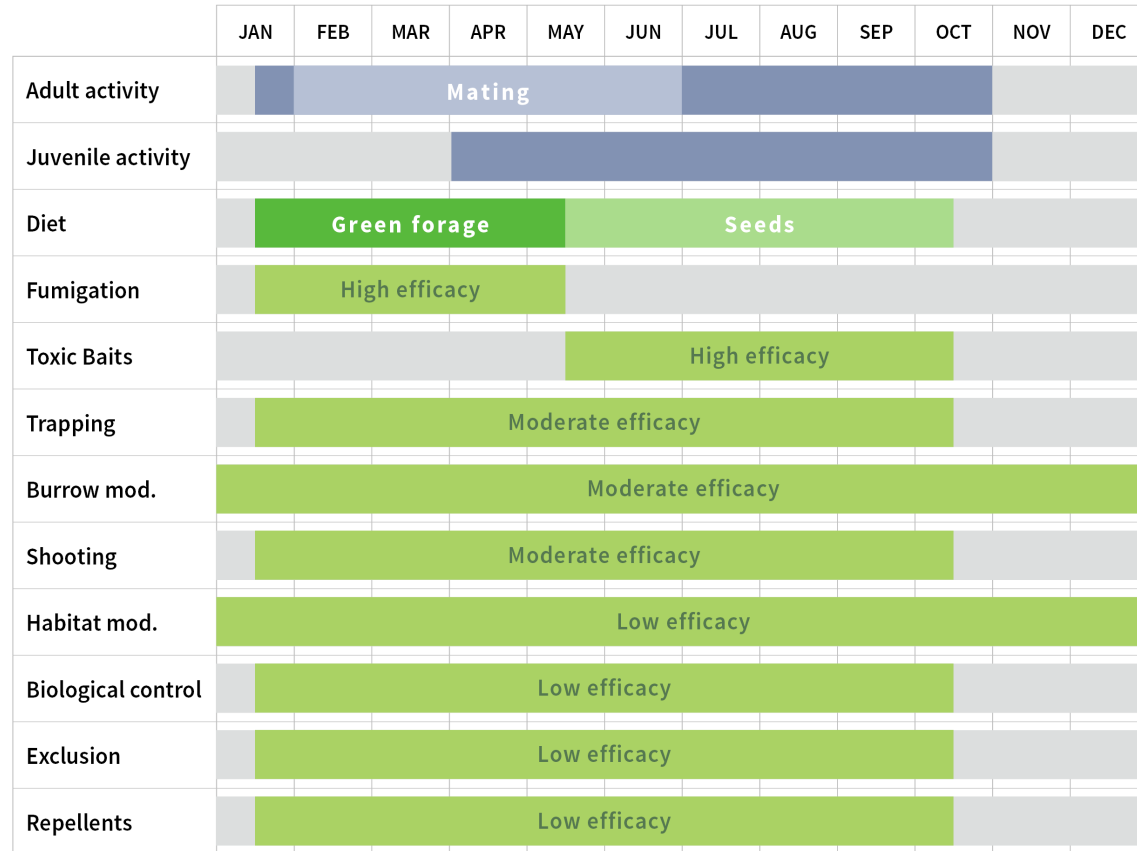 JAN FEB MAR APR MAY JUN JUL AUG SEP OCT NOV DEC
Adult activity Mating
Juvenile activity
Diet Green forage Seeds
Fumigation High efficacy
Toxic Baits High efficacy
Trapping Moderate efficacy
Burrow mod. Moderate efficacy
Shooting Moderate efficacy
Habitat mod. Low efficacy
Biological control Low efficacy
Exclusion Low efficacy
Repellents Low efficacy